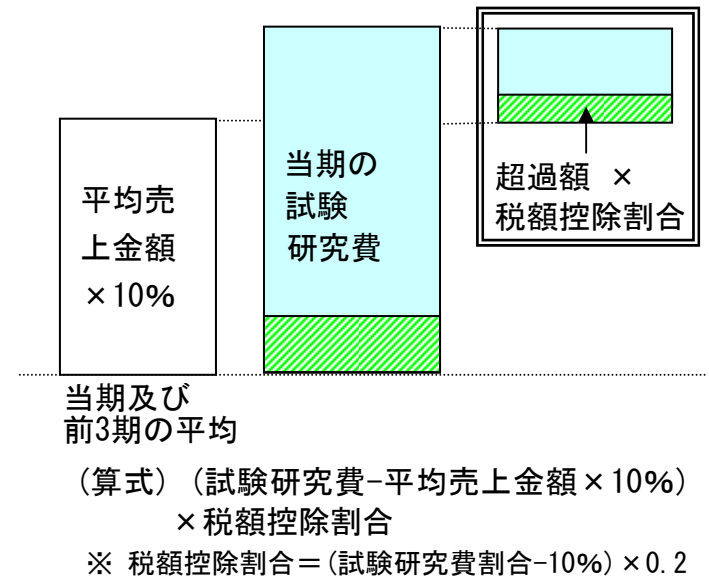 平均売
上金額
×10%
当期の
試験
研究費
超過額 ×
税額控除割合
当期及び
前3期の平均
(算式) (試験研究費-平均売上金額×10%)
×税額控除割合
※ 税額控除割合=(試験研究費割合-10%)×0.2